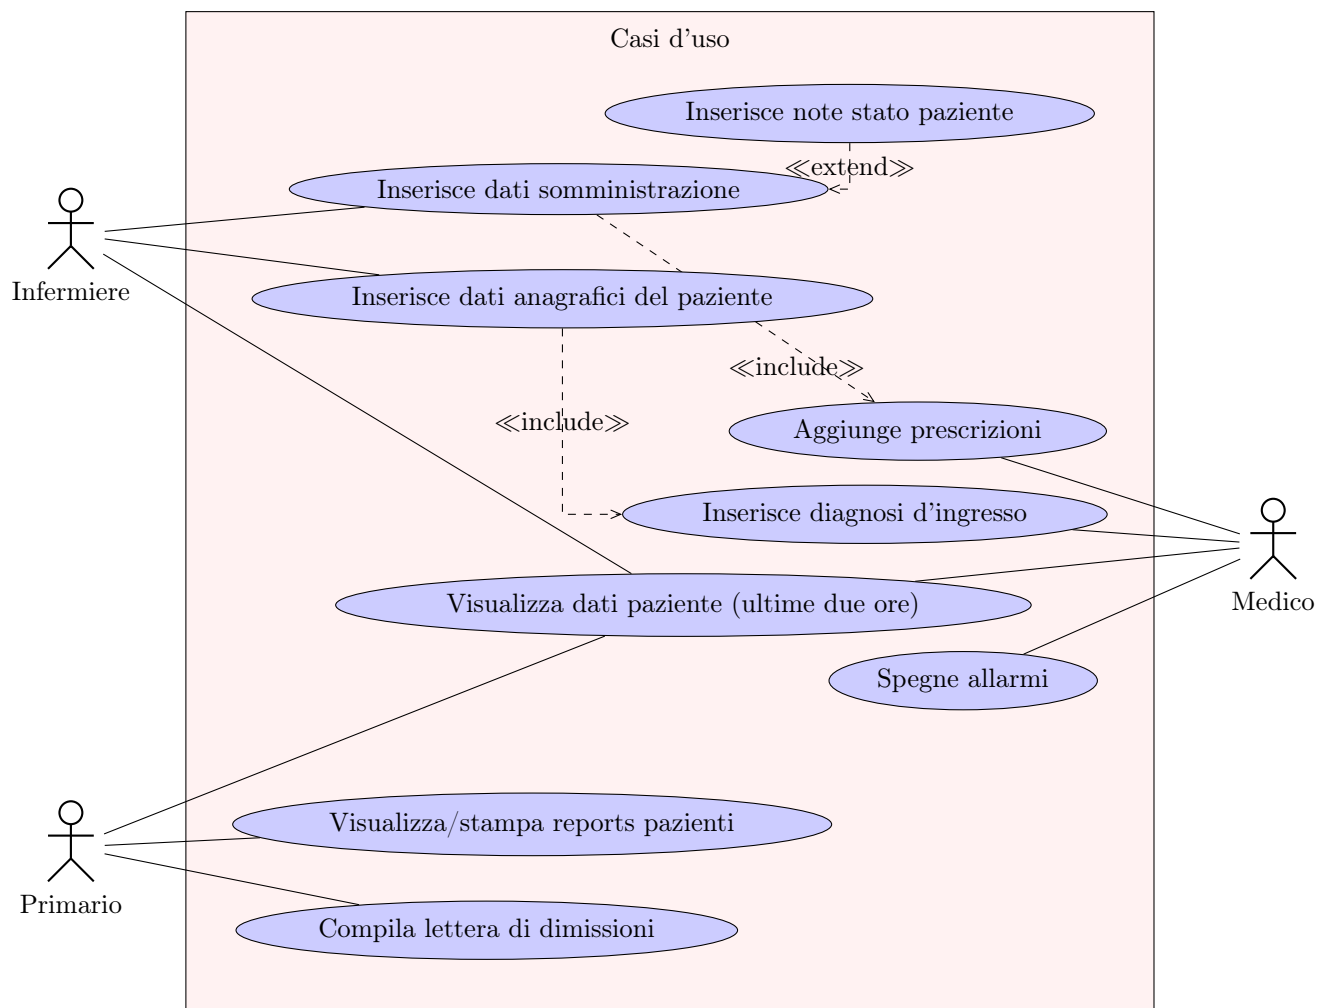 Casi d'uso
Inserisce note stato paziente
≪extend≫
Inserisce dati somministrazione
Infermiere
Inserisce dati anagrafici del paziente
≪include≫
≪include≫
Aggiunge prescrizioni
Inserisce diagnosi d'ingresso
Medico
Visualizza dati paziente (ultime due ore)
Spegne allarmi
Visualizza/stampa reports pazienti
Primario
Compila lettera di dimissioni